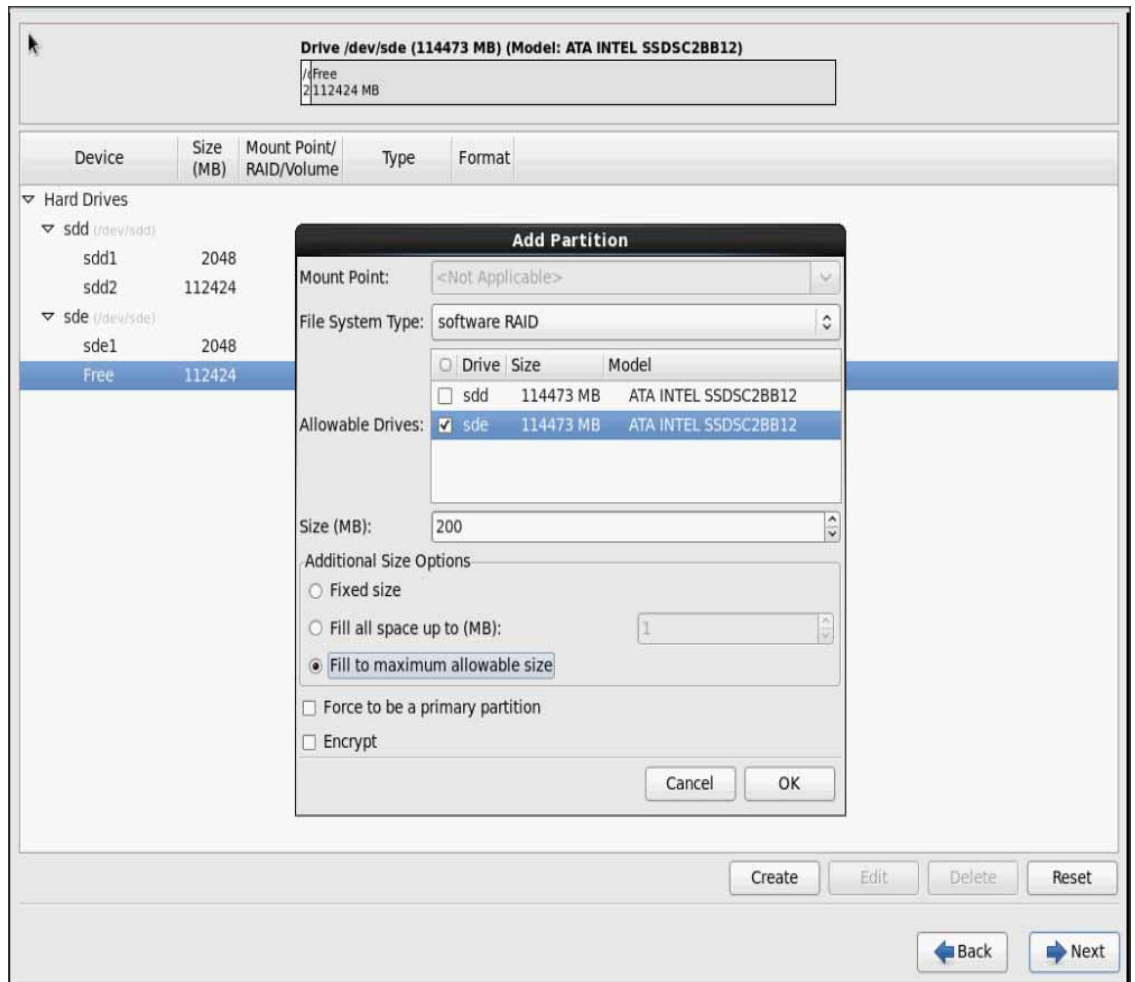 Drive /dev/sde (114473 MB) (Model: ATA INTEL SSDSC2BB12)
Free
2 112424 MB
Device Size (MB) Mount Point/ RAID/Volume Type Format
Hard Drives
sdd (/dev/sdd)
sdd1 2048
sdd2 112424
sde (/dev/sde)
sde1 2048
Free 112424
Add Partition
Mount Point: <Not Applicable>
File System Type: software RAID
Drive Size Model
sdd 114473 MB ATA INTEL SSDSC2BB12
Allowable Drives: sde 114473 MB ATA INTEL SSDSC2BB12
Size (MB): 200
Additional Size Options
Fixed size
Fill all space up to (MB): 1
Fill to maximum allowable size
Force to be a primary partition
Encrypt
Cancel OK
Create Edit Delete Reset
Back Next